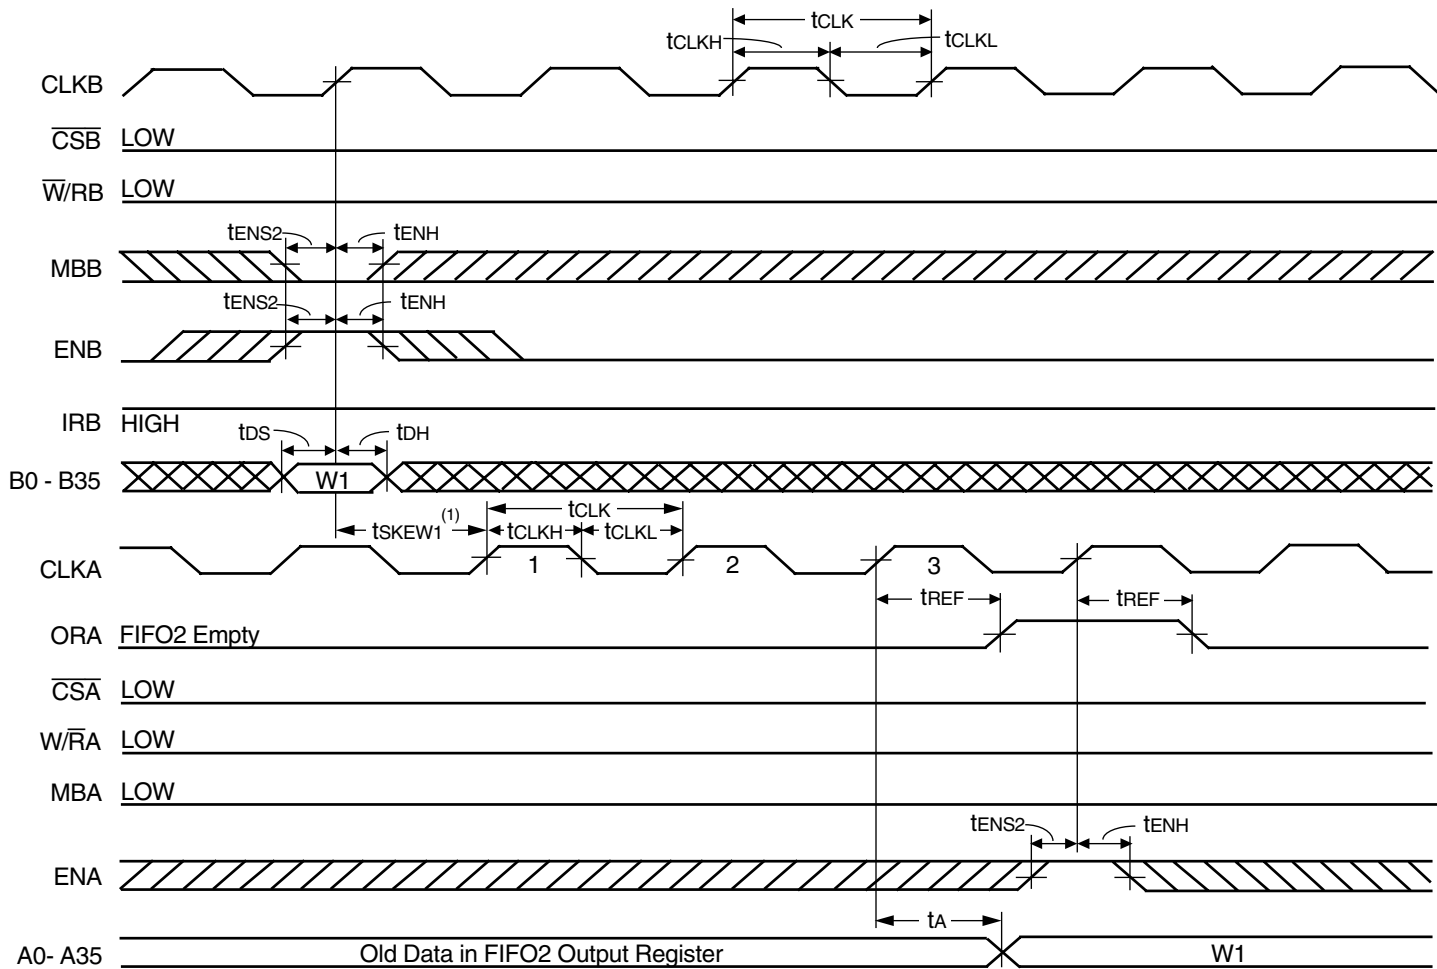 tCLK
tCLKH tCLKL
CLKB
CSB LOW
W/RB LOW
tENS2 tENH
MBB
tENS2 tENH
ENB
IRB HIGH
tDS tDH
B0 - B35 W1
tSKEW1(1) tCLK
tCLKH tCLKL
CLKA 1 2 3
tREF tREF
ORA FIFO2 Empty
CSA LOW
W/RA LOW
MBA LOW
tENS2 tENH
ENA
tA
A0- A35 Old Data in FIFO2 Output Register W1